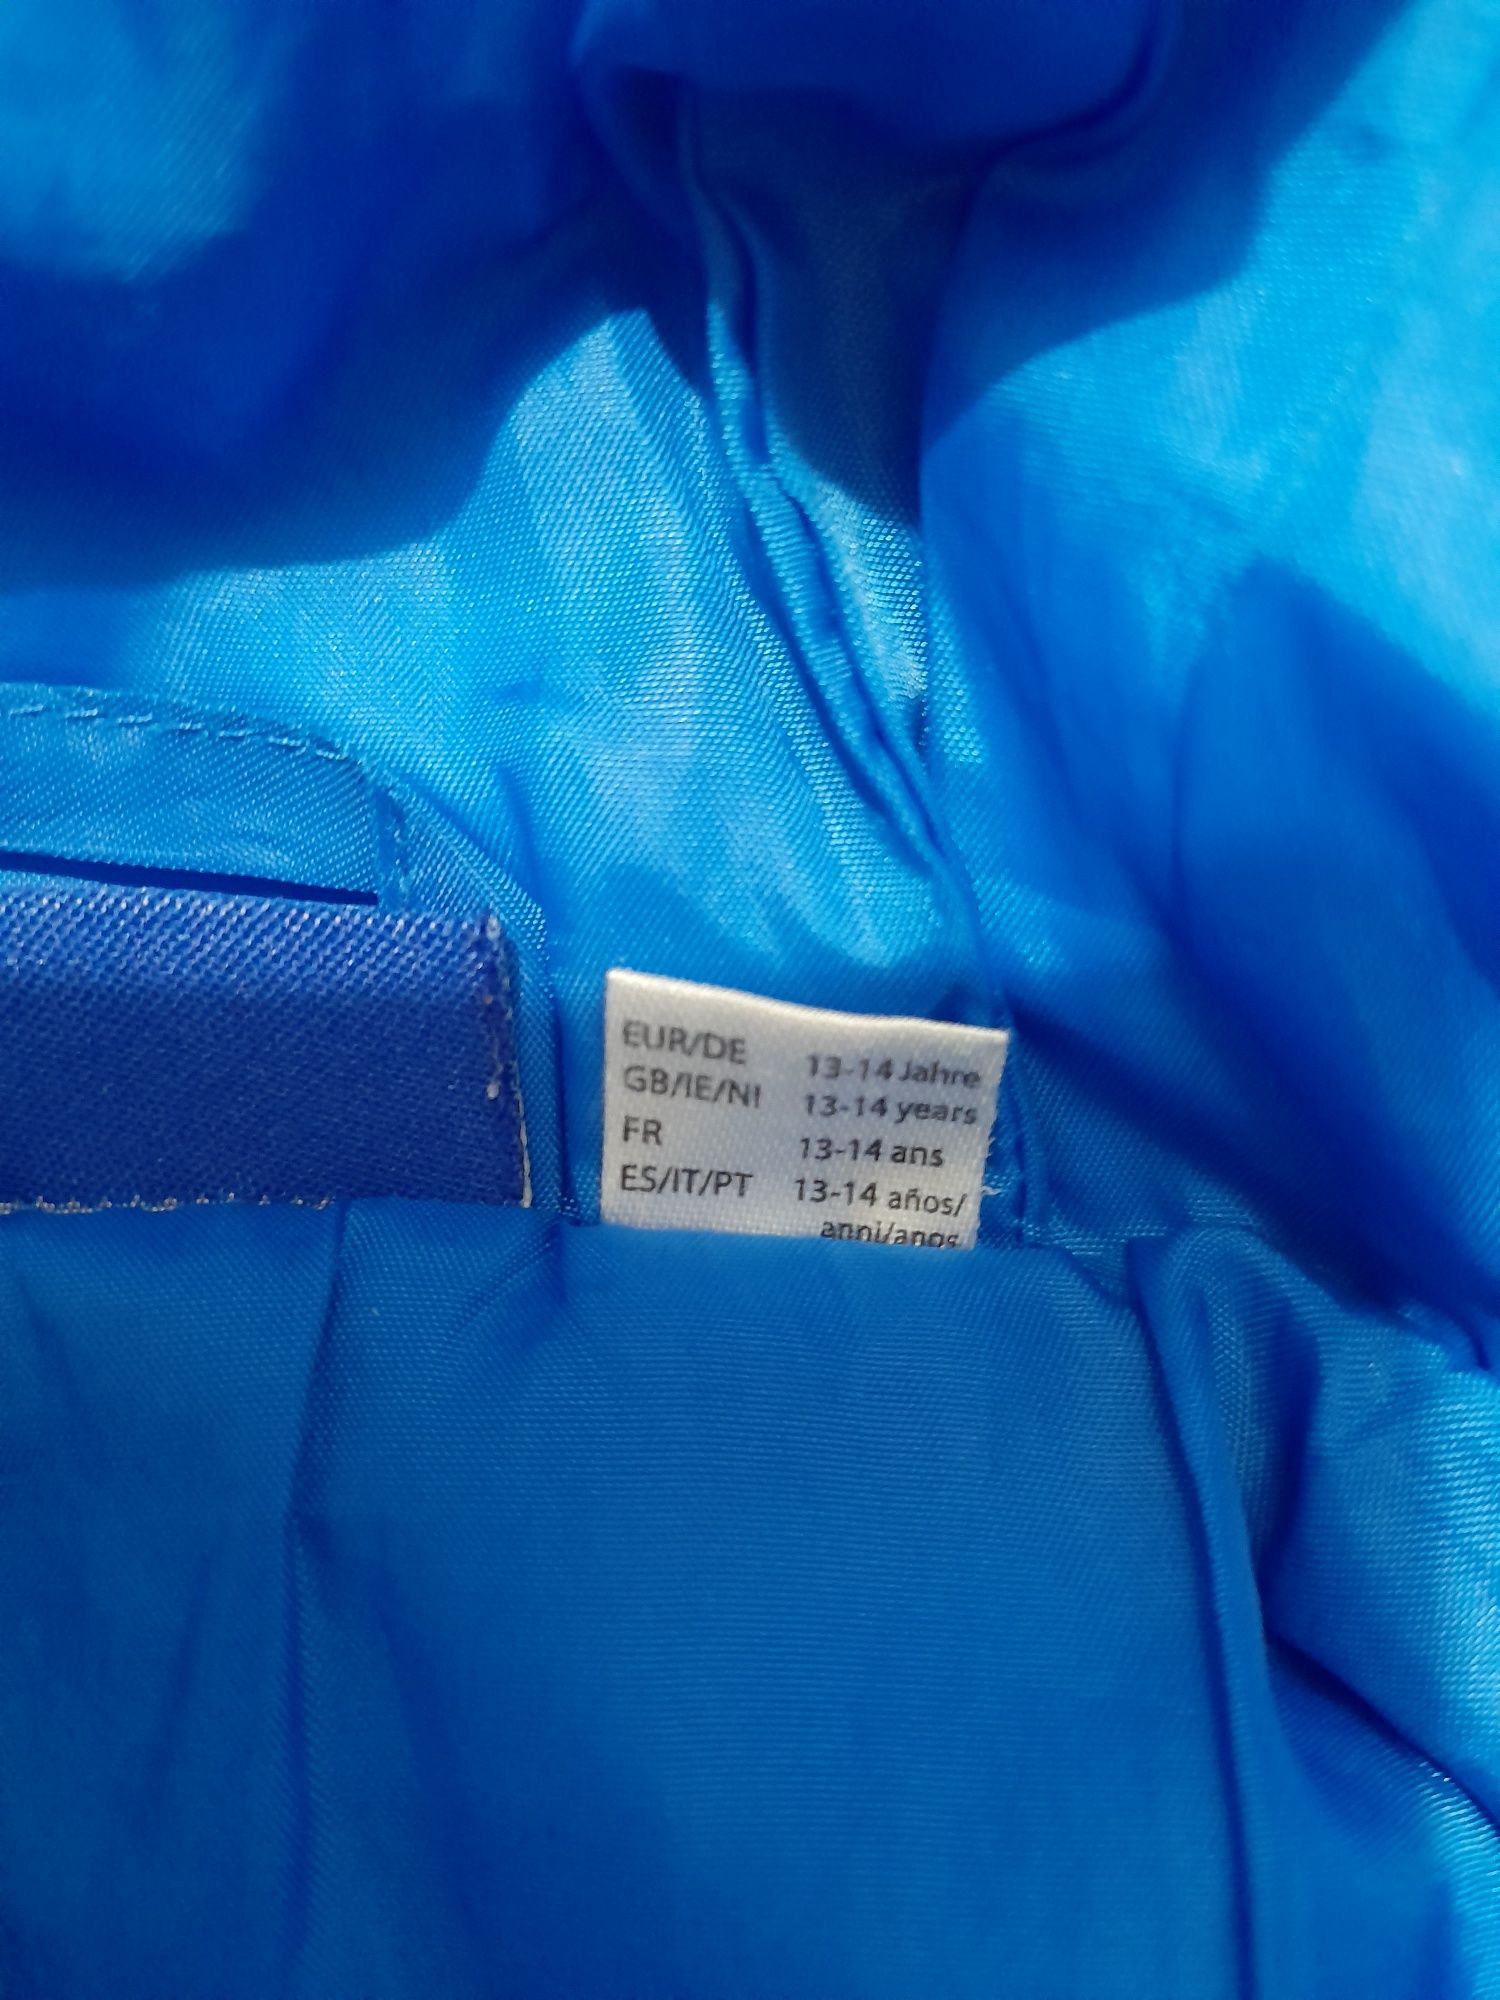 EUR/DE 13-14 Jahre
GB/IE/NI 13-14 years
FR 13-14 ans
ES/IT/PT 13-14 años/
anni/anos